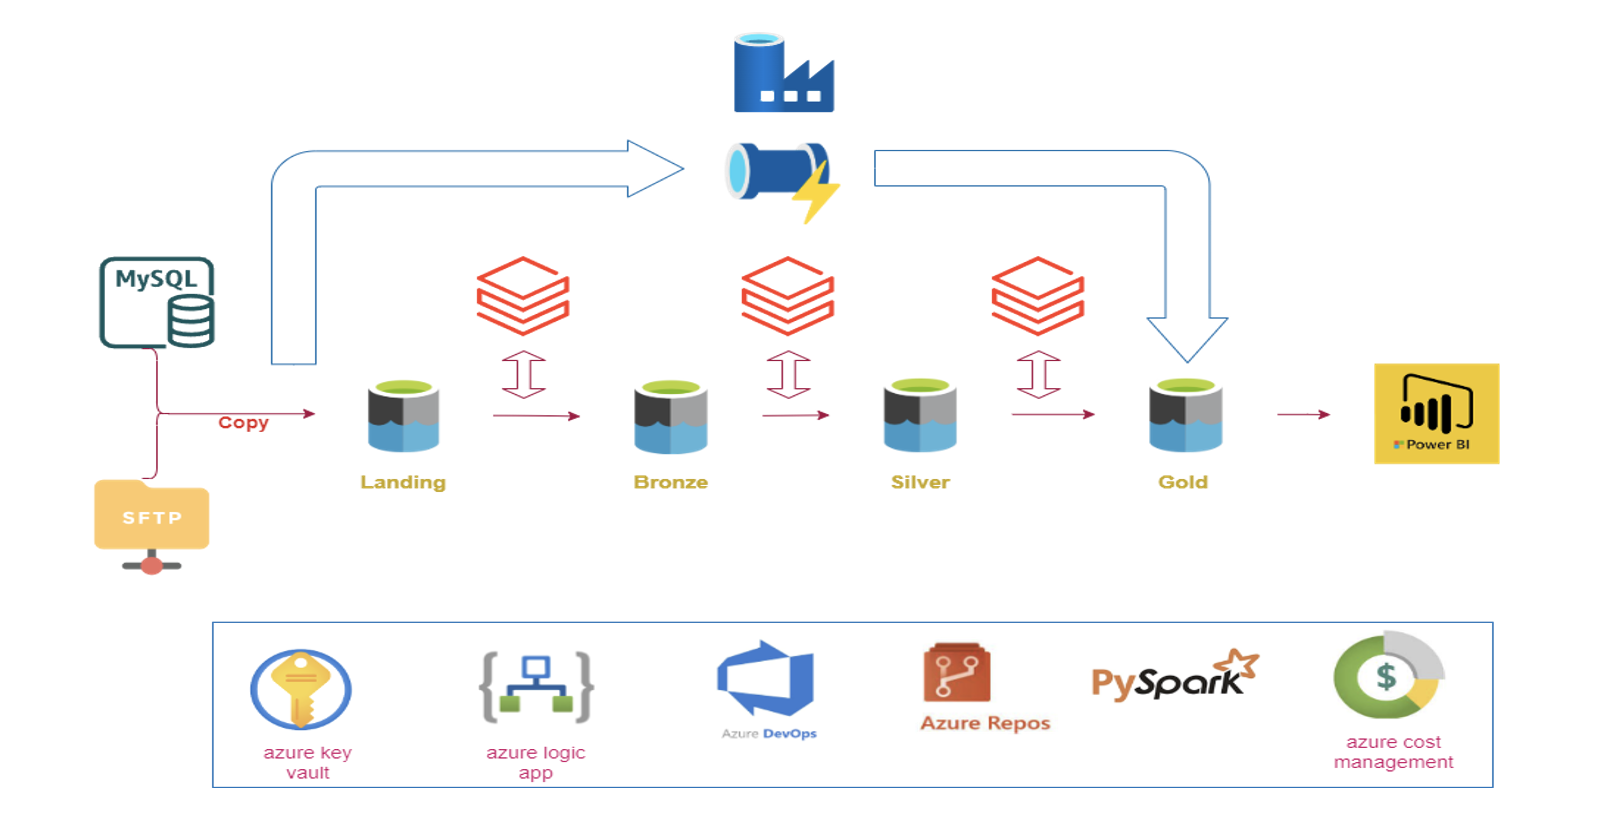 MySQL
Copy
SFTP
Landing
Bronze
Silver
Gold
Power BI
azure key
vault
azure logic
app
Azure DevOps
Azure Repos
PySpark
$
azure cost
management